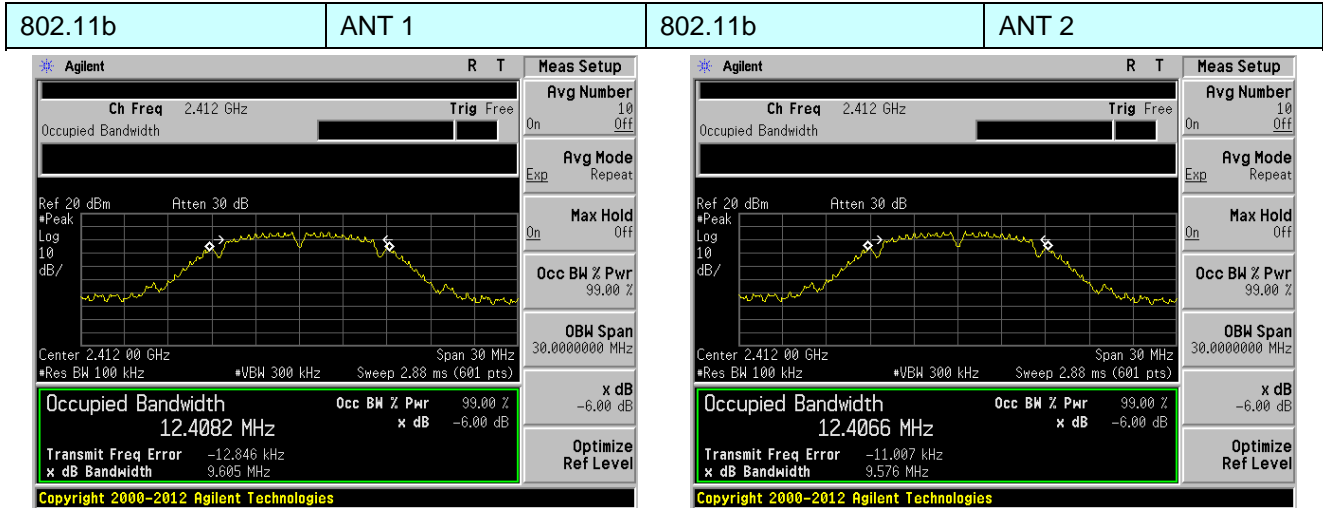 802.11b ANT 1 802.11b ANT 2
Agilent R T Meas Setup
Avg Number
10
On Off
Ch Freq 2.412 GHz Trig Free
Occupied Bandwidth
Avg Mode
Exp Repeat
Ref 20 dBm Atten 30 dB
#Peak
Log
10
dB/
Max Hold
On Off
Occ BW % Pwr
99.00 %
OBW Span
30.0000000 MHz
Center 2.412 00 GHz Span 30 MHz
#Res BW 100 kHz #VBW 300 kHz Sweep 2.88 ms (601 pts)
x dB
-6.00 dB
Occupied Bandwidth Occ BW % Pwr 99.00 %
12.4082 MHz x dB -6.00 dB
Transmit Freq Error -12.846 kHz
x dB Bandwidth 9.605 MHz
Optimize
Ref Level
Copyright 2000-2012 Agilent Technologies
Agilent R T Meas Setup
Avg Number
10
On Off
Ch Freq 2.412 GHz Trig Free
Occupied Bandwidth
Avg Mode
Exp Repeat
Ref 20 dBm Atten 30 dB
#Peak
Log
10
dB/
Max Hold
On Off
Occ BW % Pwr
99.00 %
OBW Span
30.0000000 MHz
Center 2.412 00 GHz Span 30 MHz
#Res BW 100 kHz #VBW 300 kHz Sweep 2.88 ms (601 pts)
x dB
-6.00 dB
Occupied Bandwidth Occ BW % Pwr 99.00 %
12.4066 MHz x dB -6.00 dB
Transmit Freq Error -11.007 kHz
x dB Bandwidth 9.576 MHz
Optimize
Ref Level
Copyright 2000-2012 Agilent Technologies